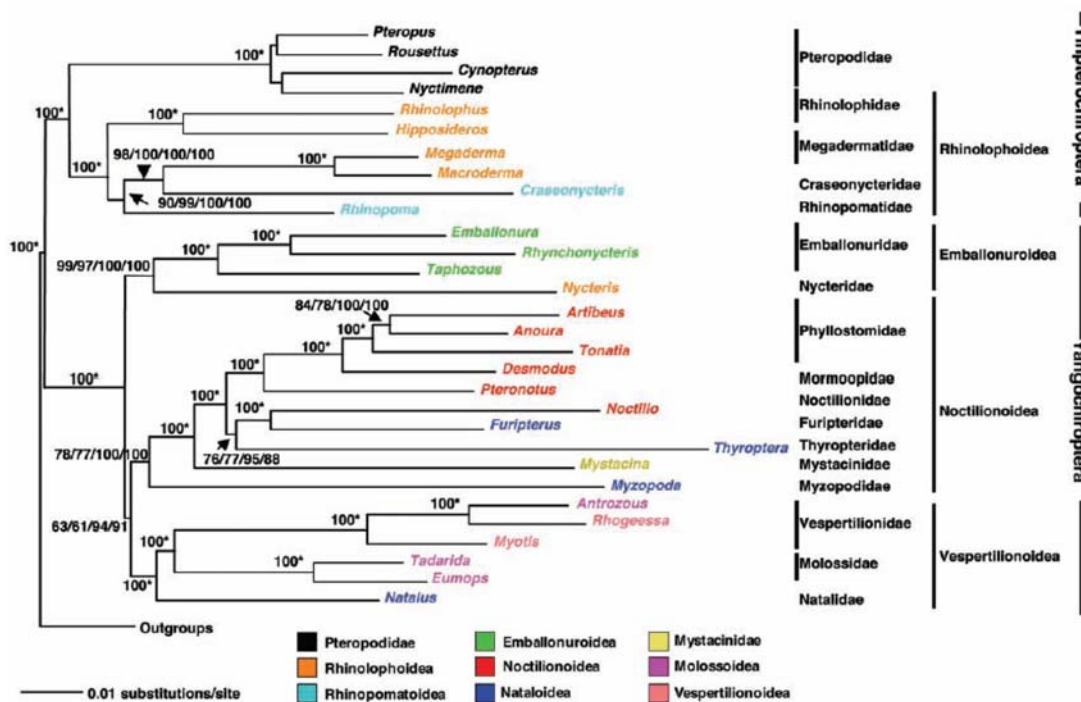 Pteropus
100*
Rousettus
Cynopterus
Nyctimene
Pteropodidae
100*
100*
Rhinolophus
Hipposideros
Rhinolophidae
100*
98/100/100/100
100*
Megaderma
Macroderma
Megadermatidae
Rhinolophoidea
90/99/100/100
Craseonycteris
Craseonycteridae
Rhinopoma
Rhinopomatidae
100*
100*
Emballonura
Rhynchonycteris
Emballonuridae
Emballonuroidea
99/97/100/100
100*
Taphozous
Nycteris
Nycteridae
84/78/100/100
Artibeus
Anoura
Phyllostomidae
100*
Tonatia
100*
Desmodus
100*
100*
Pteronotus
Mormoopidae
100*
Noctilio
Noctilionidae
Noctilionoidea
Furipterus
Furipteridae
100*
Thyroptera
Thyropteridae
78/77/100/100
76/77/95/88
Mystacina
Mystacinidae
Myzopoda
Myzopodidae
Antrozous
100*
63/61/94/91
100*
Rhogeessa
Vespertilionidae
100*
Myotis
Vespertilionoidea
100*
Tadarida
Molossidae
100*
Eumops
Natalus
Natalidae
Outgroups
Pteropodidae
Emballonuroidea
Mystacinidae
Rhinolophoidea
Noctilionoidea
Molossoidea
0.01 substitutions/site
Rhinopomatoidea
Nataloidea
Vespertilionoidea